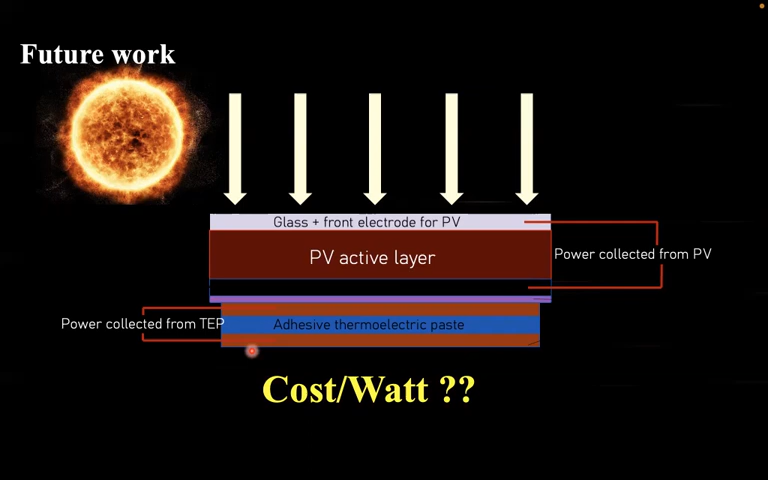 Future work
Glass + front electrode for PV
PV active layer
Power collected from PV
Power collected from TEP
Adhesive thermoelectric paste
Cost/Watt ??